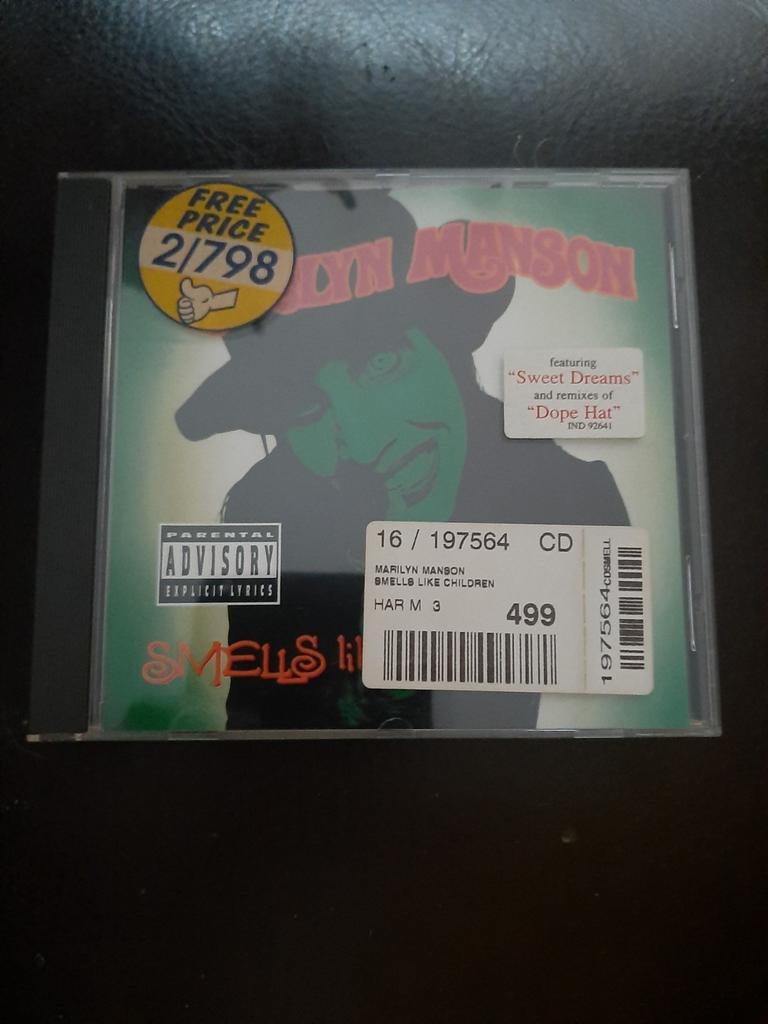 FREE
PRICE
2/798
LYN MANSON
featuring
"Sweet Dreams"
and remixes of
"Dope Hat"
IND 92641
PARENTAL
ADVISORY
EXPLICIT LYRICS
16 / 197564 CD
MARILYN MANSON
SMELLS LIKE CHILDREN
HAR M 3
499
197564
CDSMELL
SMELLS li